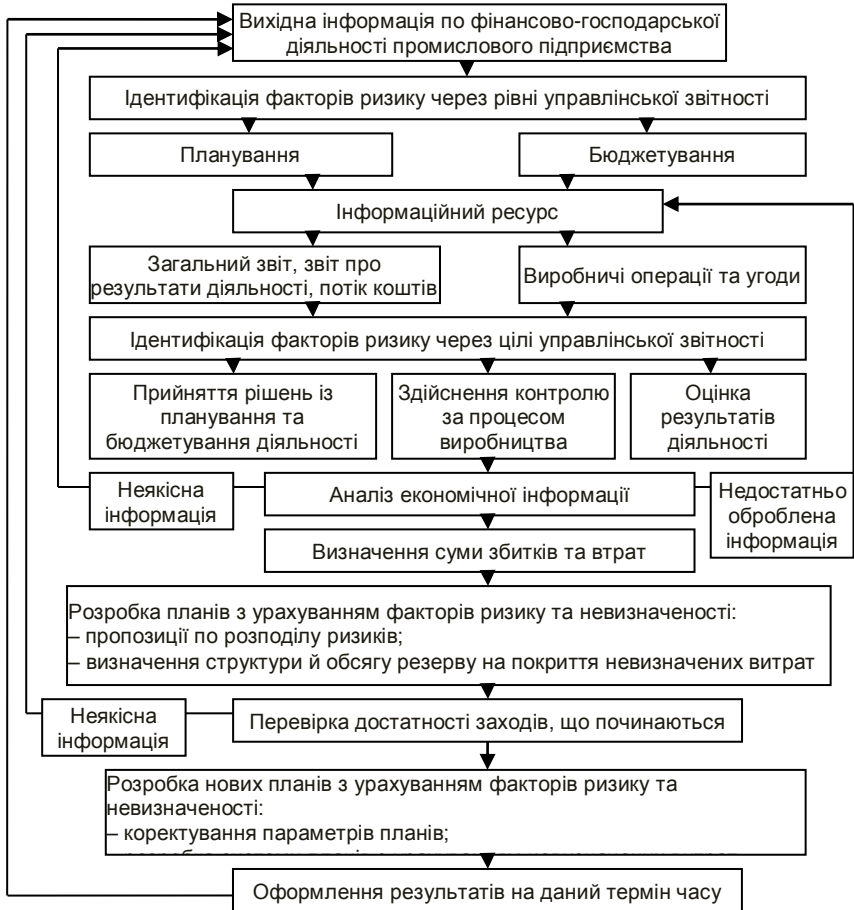 Вихідна інформація по фінансово-господарської
діяльності промислового підприємства
Ідентифікація факторів ризику через рівні управлінської звітності
Планування
Бюджетування
Інформаційний ресурс
Загальний звіт, звіт про
результати діяльності, потік коштів
Виробничі операції та угоди
Ідентифікація факторів ризику через цілі управлінської звітності
Прийняття рішень із
планування та
бюджетування діяльності
Здійснення контролю
за процесом
виробництва
Оцінка
результатів
діяльності
Неякісна
інформація
Аналіз економічної інформації
Недостатньо
оброблена
інформація
Визначення суми збитків та втрат
Розробка планів з урахуванням факторів ризику та невизначеності:
– пропозиції по розподілу ризиків;
– визначення структури й обсягу резерву на покриття невизначених витрат
Неякісна
інформація
Перевірка достатності заходів, що починаються
Розробка нових планів з урахуванням факторів ризику та
невизначеності:
– коректування параметрів планів;
Оформлення результатів на даний термін часу